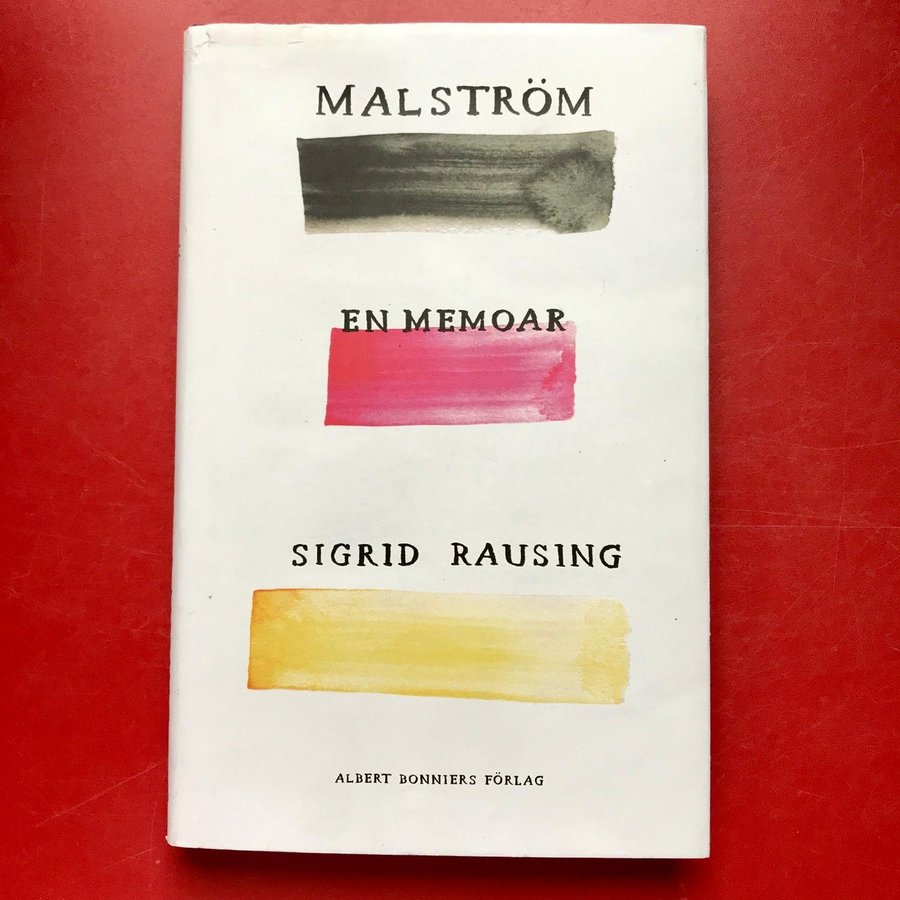 MALSTRÖM
EN MEMOAR
SIGRID RAUSING
ALBERT BONNIERS FÖRLAG